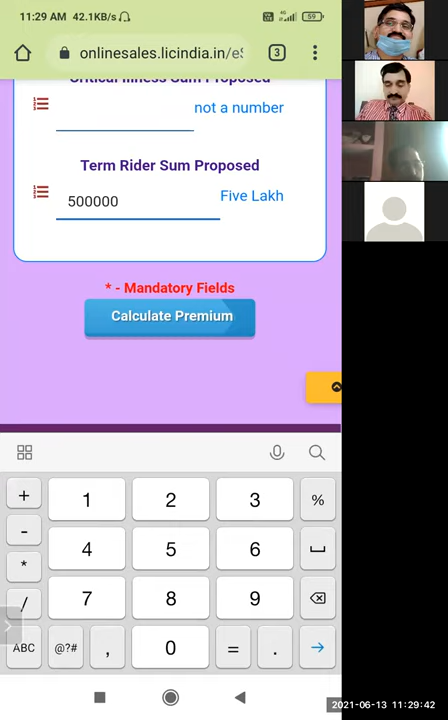 11:29 AM 42.1KB/s 4G 59
onlinesales.licindia.in/eS 3
Critical Illness Sum Proposed
not a number
Term Rider Sum Proposed
500000 Five Lakh
* - Mandatory Fields
Calculate Premium
+ 1 2 3 %
- 4 5 6
*
/ 7 8 9
ABC @?# , 0 = .
2021-06-13 11:29:42